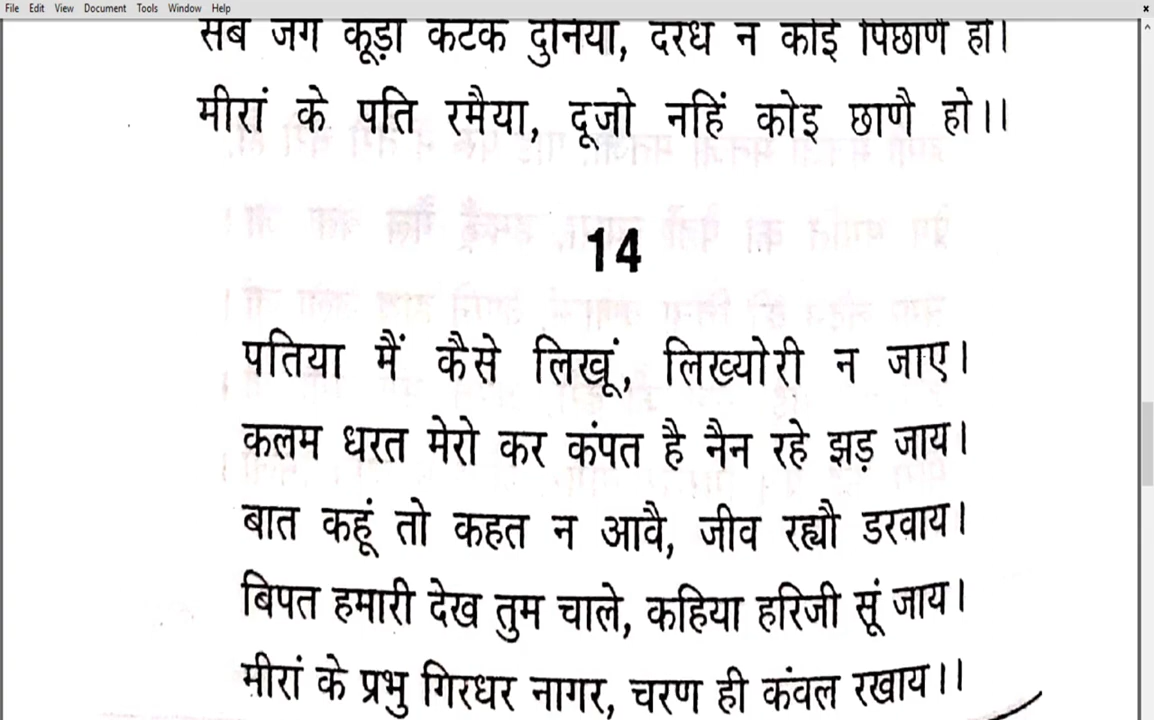 File Edit View Document Tools Window Help
सब जग कूड़ा कटक दुनिया, दरध न कोई पिछाणै हो।
मीरां के पति रमैया, दूजो नहिं कोइ छाणै हो।।
14
पतिया मैं कैसे लिखूं, लिख्योरी न जाए।
कलम धरत मेरो कर कंपत है नैन रहे झड़ जाय।
बात कहूं तो कहत न आवै, जीव रह्यौ डरवाय।
बिपत हमारी देख तुम चाले, कहिया हरिजी सूं जाय।
मीरां के प्रभु गिरधर नागर, चरण ही कंवल रखाय।।